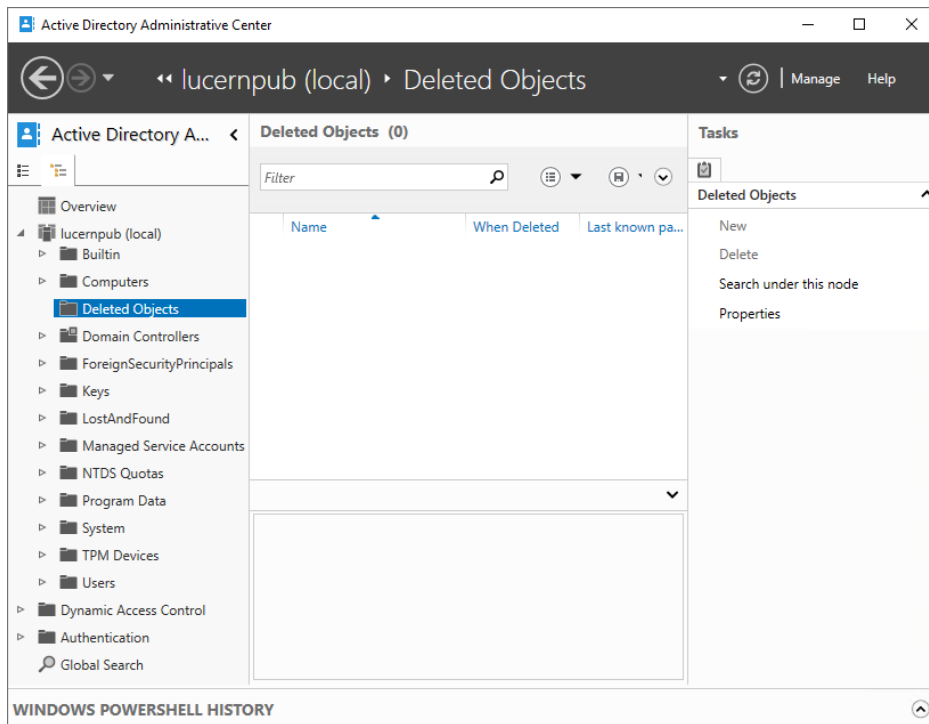 Active Directory Administrative Center
lucernpub (local) Deleted Objects
Manage Help
Active Directory A...
Overview
lucernpub (local)
Builtin
Computers
Deleted Objects
Domain Controllers
ForeignSecurityPrincipals
Keys
LostAndFound
Managed Service Accounts
NTDS Quotas
Program Data
System
TPM Devices
Users
Dynamic Access Control
Authentication
Global Search
Deleted Objects (0)
Filter
Name When Deleted Last known pa...
Tasks
Deleted Objects
New
Delete
Search under this node
Properties
WINDOWS POWERSHELL HISTORY